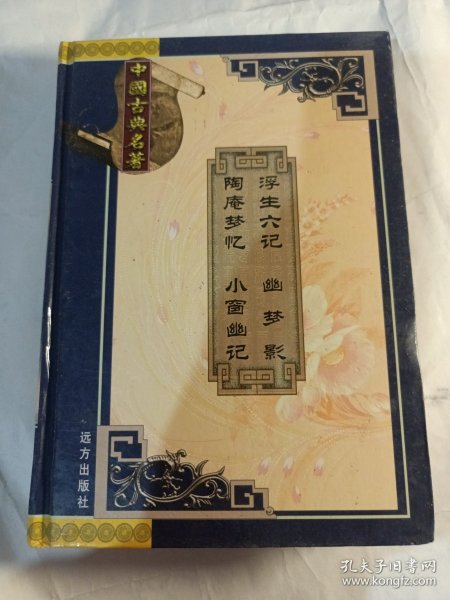 中國古典名著
浮生六记 幽梦影
陶庵梦忆 小窗幽记
远方出版社
孔夫子旧书网
www.kongfz.com